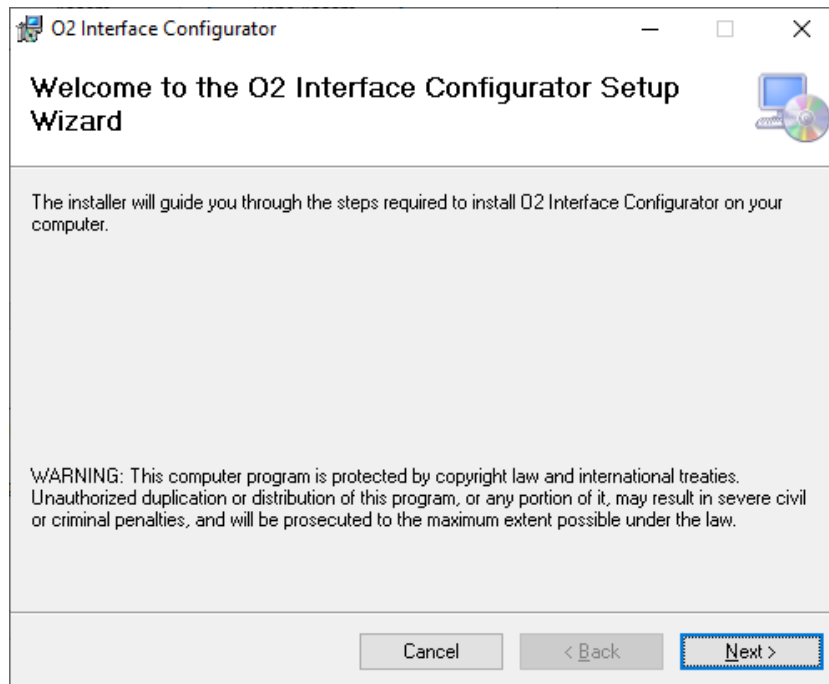 O2 Interface Configurator
Welcome to the O2 Interface Configurator Setup
Wizard
The installer will guide you through the steps required to install O2 Interface Configurator on your
computer.
WARNING: This computer program is protected by copyright law and international treaties.
Unauthorized duplication or distribution of this program, or any portion of it, may result in severe civil
or criminal penalties, and will be prosecuted to the maximum extent possible under the law.
Cancel
< Back
Next >